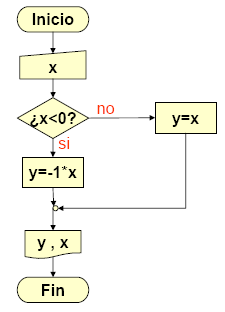 Inicio
x
¿x<0?
no
y=x
si
y=-1*x
y , x
Fin